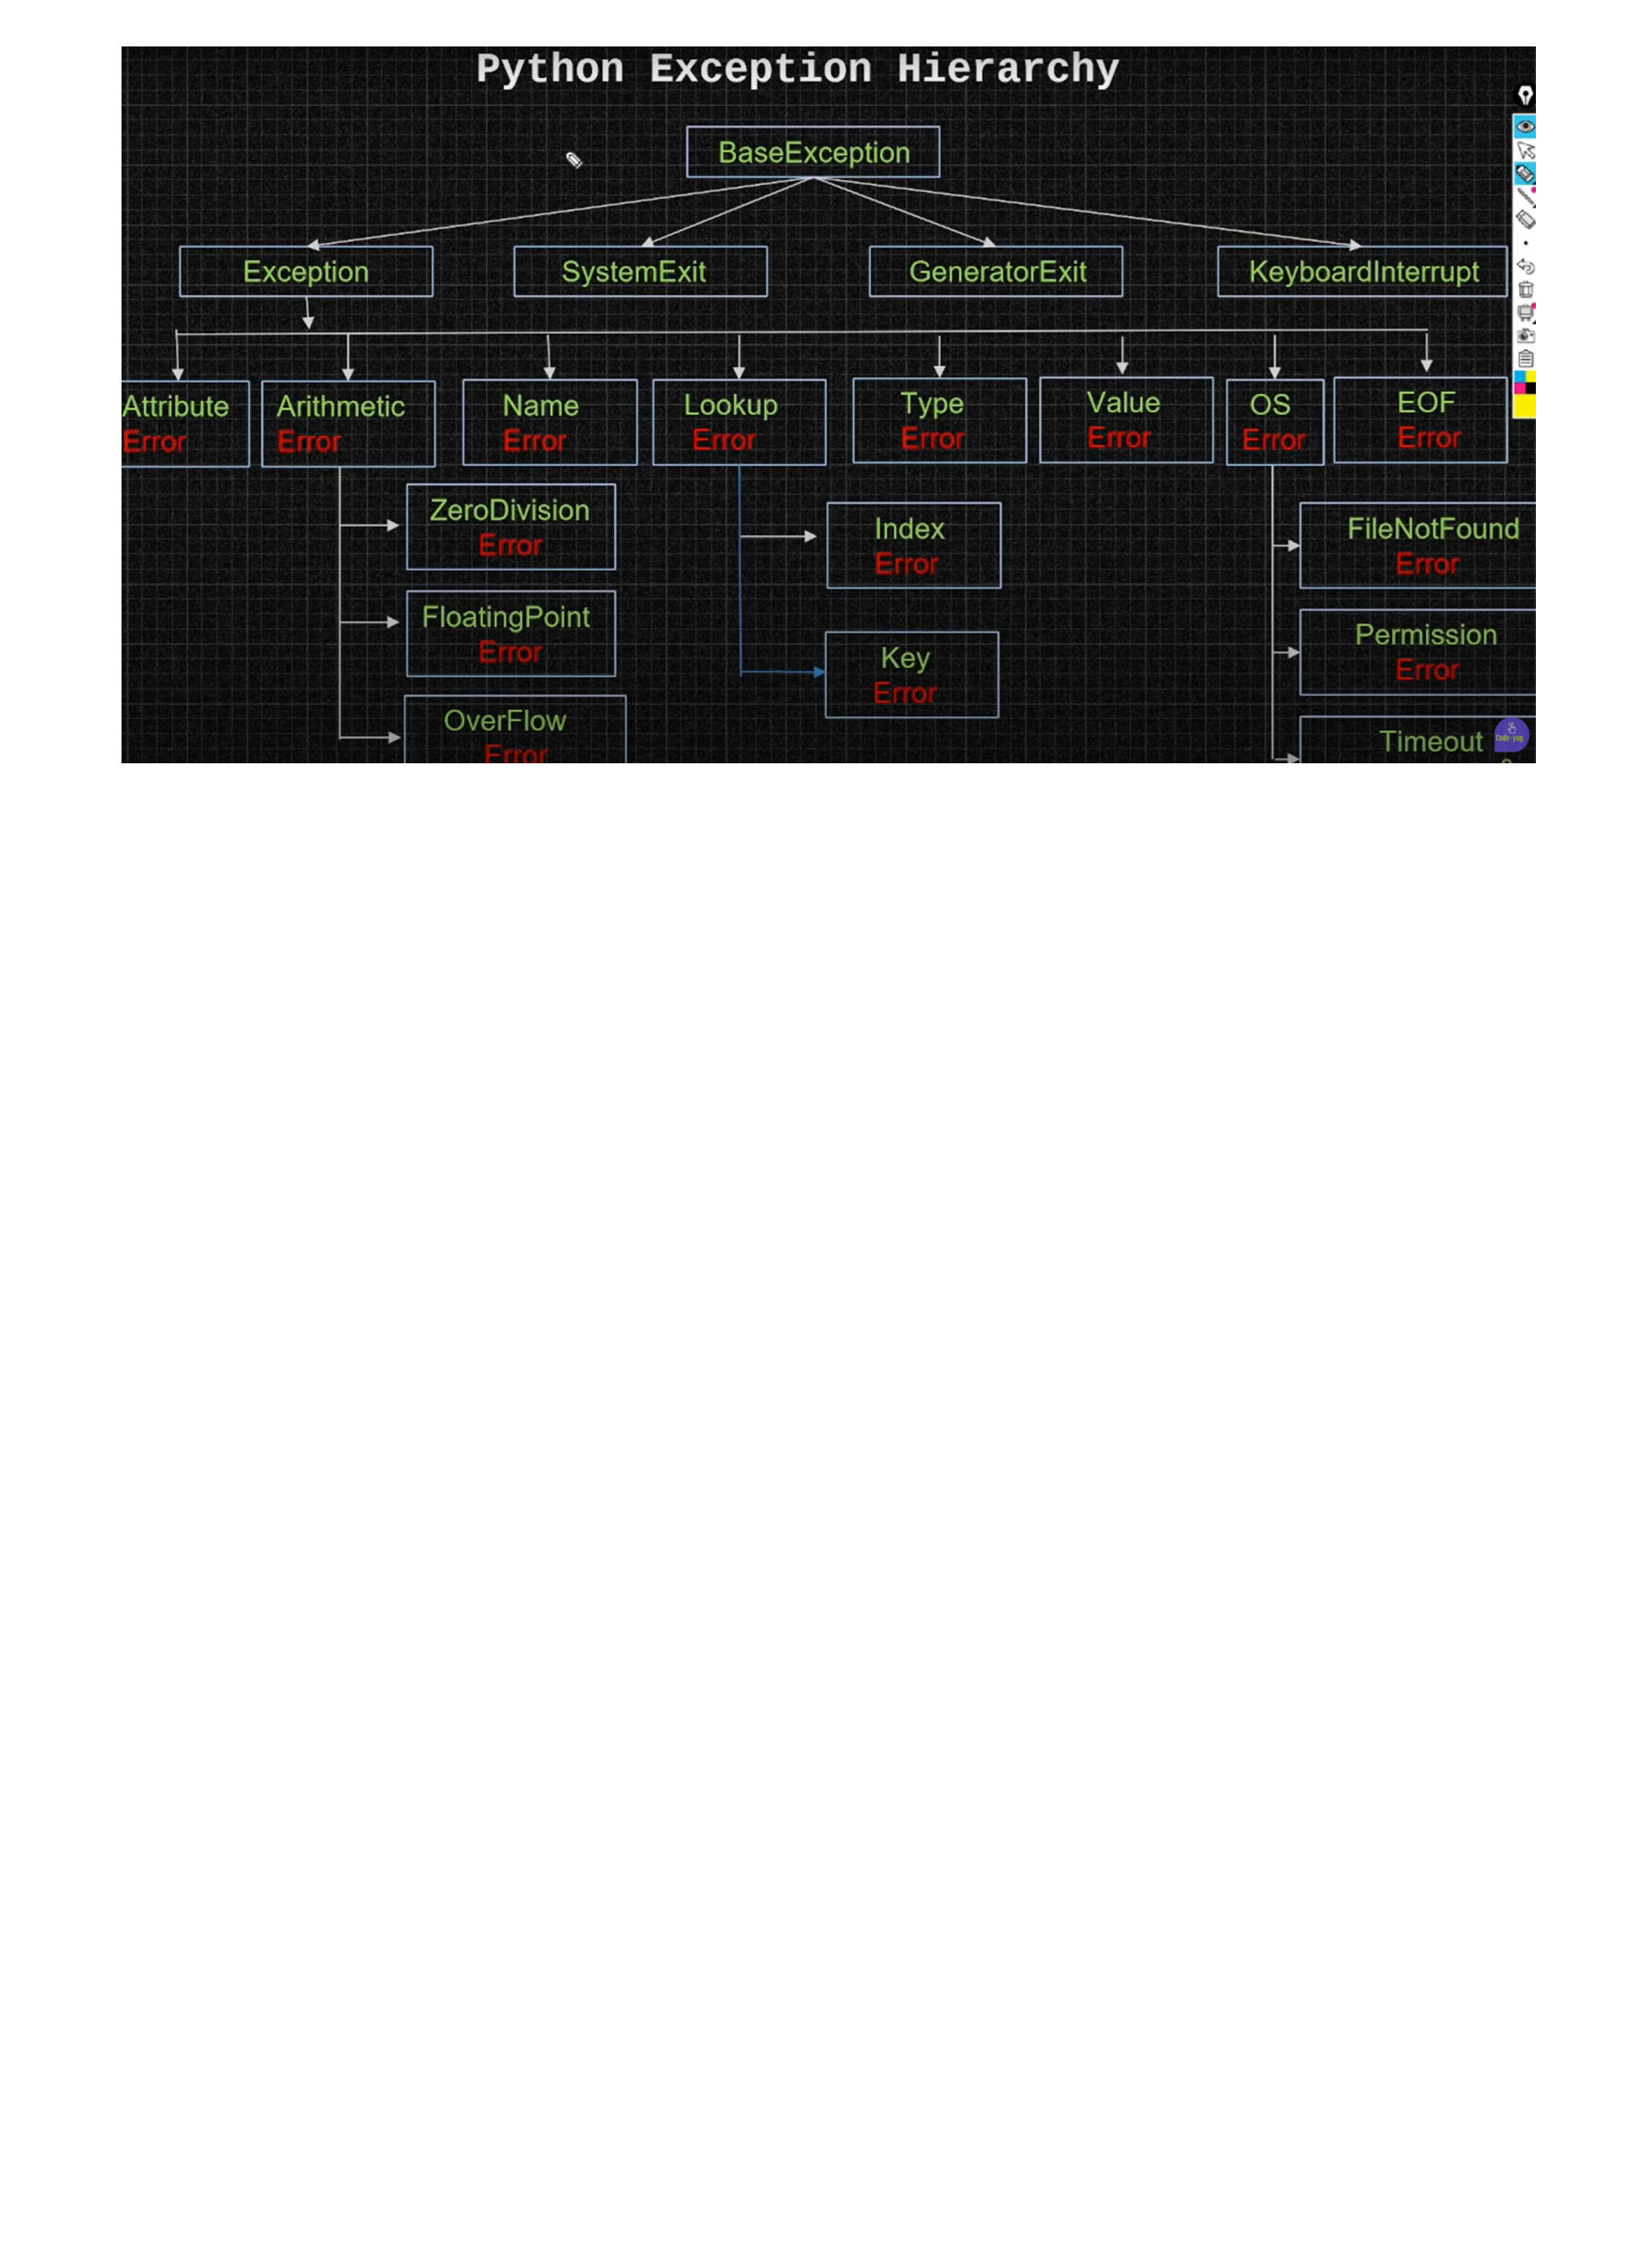 Python Exception Hierarchy
BaseException
Exception
SystemExit
GeneratorExit
KeyboardInterrupt
Attribute
Error
Arithmetic
Error
Name
Error
Lookup
Error
Type
Error
Value
Error
OS
Error
EOF
Error
ZeroDivision
Error
FloatingPoint
Error
OverFlow
Error
Index
Error
Key
Error
FileNotFound
Error
Permission
Error
Timeout
Code-yug